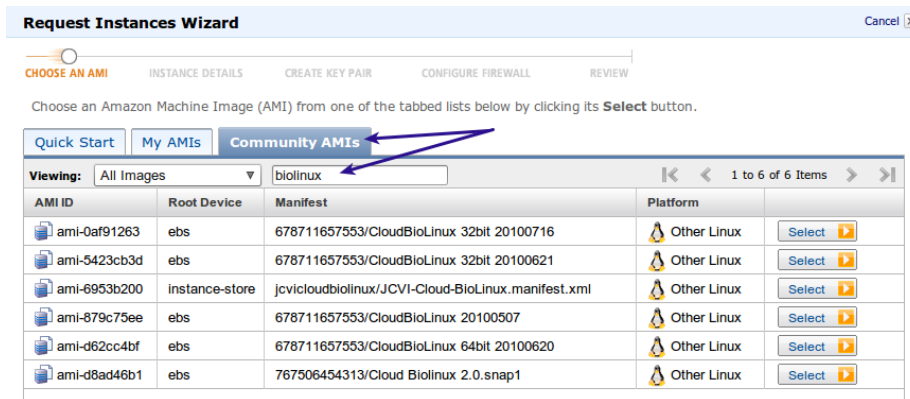 Request Instances Wizard Cancel
CHOOSE AN AMI INSTANCE DETAILS CREATE KEY PAIR CONFIGURE FIREWALL REVIEW
Choose an Amazon Machine Image (AMI) from one of the tabbed lists below by clicking its Select button.
Quick Start My AMIs Community AMIs
Viewing: All Images biolinux 1 to 6 of 6 Items
AMI ID Root Device Manifest Platform
ami-0af91263 ebs 678711657553/CloudBioLinux 32bit 20100716 Other Linux Select
ami-5423cb3d ebs 678711657553/CloudBioLinux 32bit 20100621 Other Linux Select
ami-6953b200 instance-store jcvicloudbiolinux/JCVI-Cloud-BioLinux.manifest.xml Other Linux Select
ami-879c75ee ebs 678711657553/CloudBioLinux 20100507 Other Linux Select
ami-d62cc4bf ebs 678711657553/CloudBioLinux 64bit 20100620 Other Linux Select
ami-d8ad46b1 ebs 767506454313/Cloud Biolinux 2.0.snap1 Other Linux Select